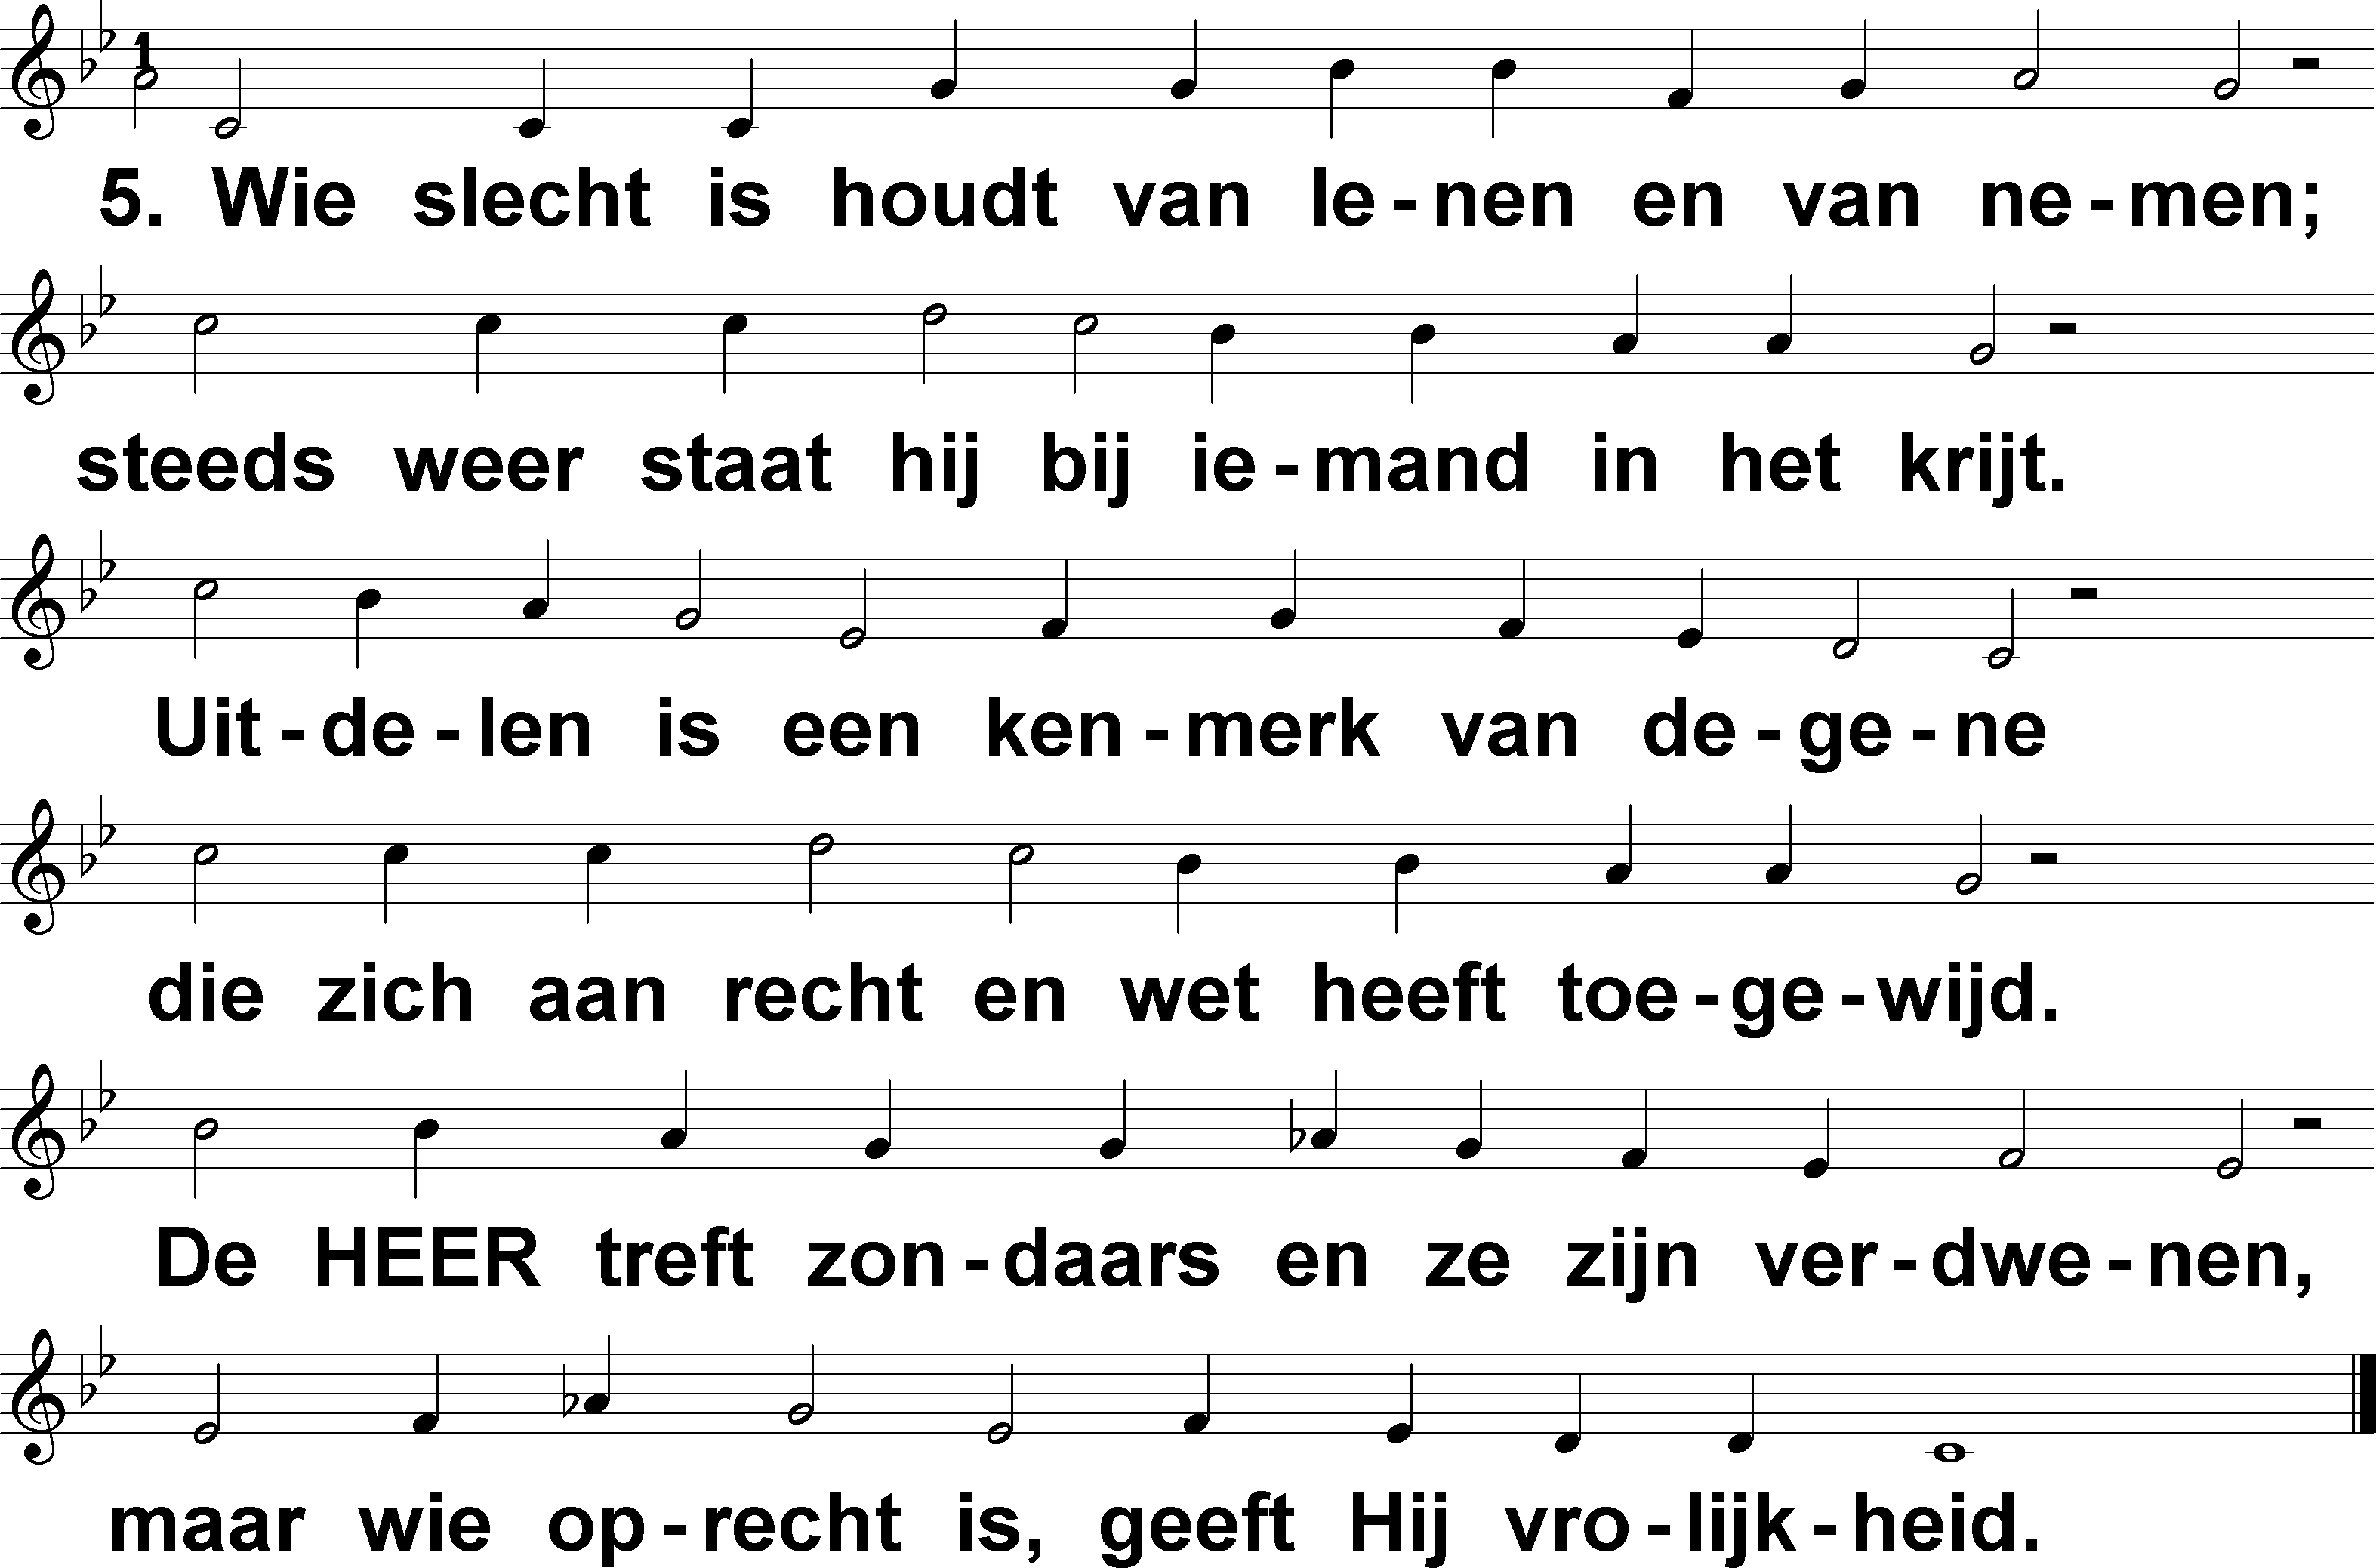 5. Wie slecht is houdt van le-nen en van ne-men;
steeds weer staat hij bij ie-mand in het krijt.
Uit-de-len is een ken-merk van de-ge-ne
die zich aan recht en wet heeft toe-ge-wijd.
De HEER treft zon-daars en ze zijn ver-dwe-nen,
maar wie op-recht is, geeft Hij vro-lijk-heid.